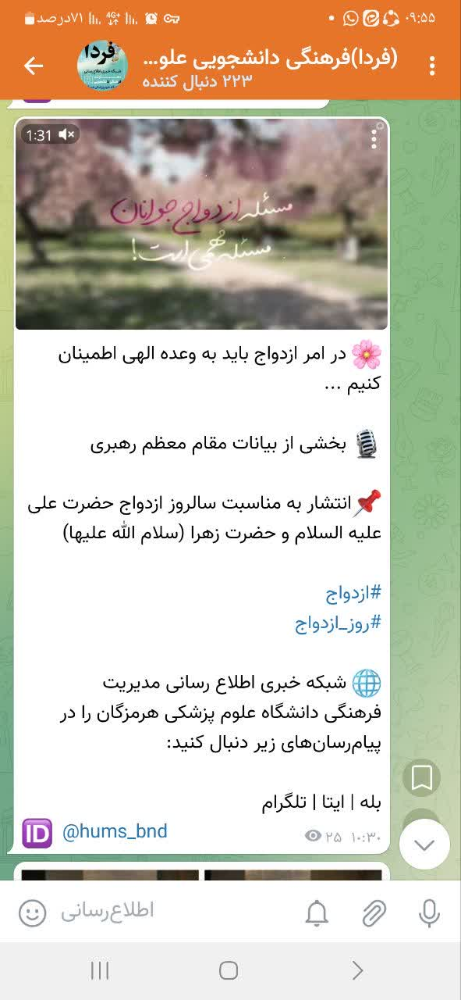 ۷۱درصد 4G+ ۰۹:۵۵
(فردا)فرهنگی دانشجویی علو...
۲۲۳ دنبال کننده
فردا
1:31
مسئله ازدواج جوانان
مسئله مهمی است!
در امر ازدواج باید به وعده الهی اطمینان
کنیم ...
بخشی از بیانات مقام معظم رهبری
انتشار به مناسبت سالروز ازدواج حضرت علی
علیه السلام و حضرت زهرا (سلام الله علیها)
#ازدواج
#روز_ازدواج
شبکه خبری اطلاع رسانی مدیریت
فرهنگی دانشگاه علوم پزشکی هرمزگان را در
پیام‌رسان‌های زیر دنبال کنید:
بله | ایتا | تلگرام
ID @hums_bnd
۲۵ ۱۰:۳۰
اطلاع‌رسانی